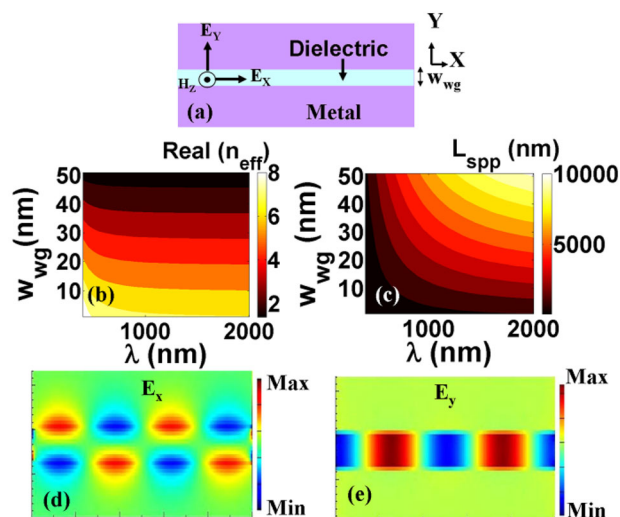 E_Y
Y
Dielectric
H_Z
E_X
X
w_wg
(a)
Metal
Real (n_eff)
L_spp (nm)
w_wg (nm)
50
40
30
20
10
(b)
1000
2000
λ (nm)
8
6
4
2
w_wg (nm)
50
40
30
20
10
(c)
1000
2000
λ (nm)
10000
5000
E_x
Max
Min
(d)
E_y
Max
Min
(e)